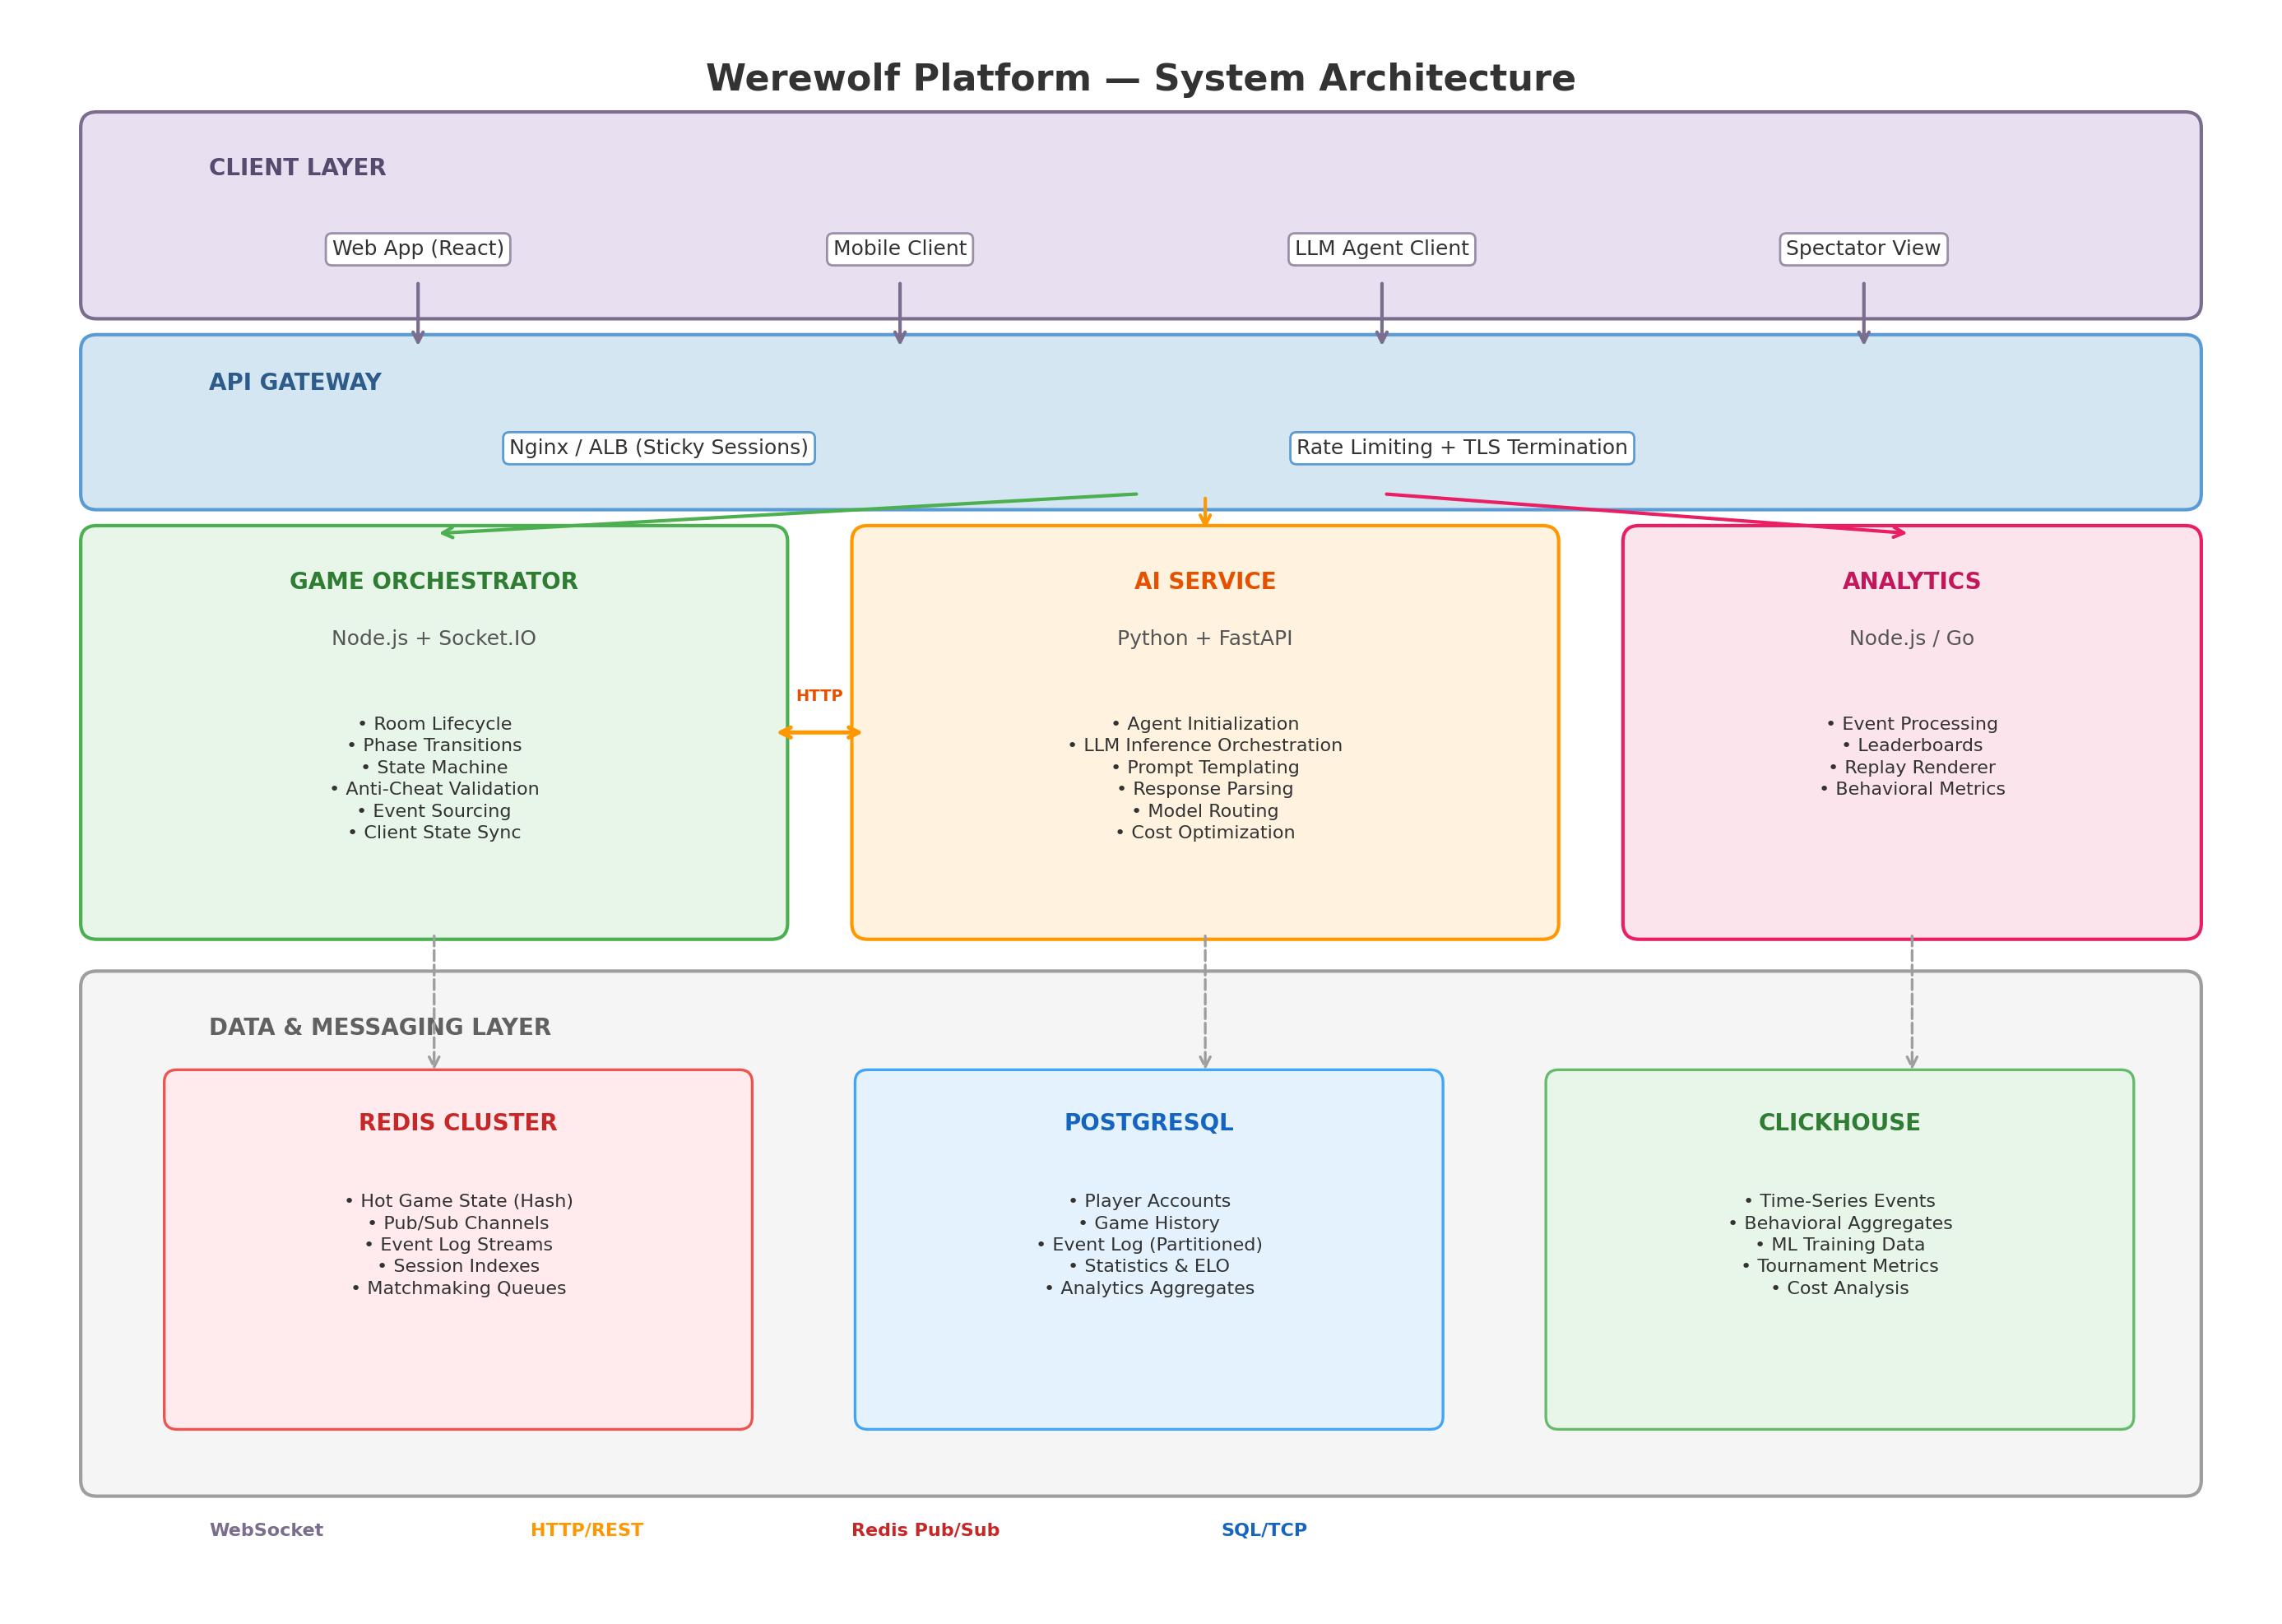 Werewolf Platform — System Architecture
CLIENT LAYER
Web App (React)
Mobile Client
LLM Agent Client
Spectator View
API GATEWAY
Nginx / ALB (Sticky Sessions)
Rate Limiting + TLS Termination
GAME ORCHESTRATOR
Node.js + Socket.IO
• Room Lifecycle
• Phase Transitions
• State Machine
• Anti-Cheat Validation
• Event Sourcing
• Client State Sync
HTTP
AI SERVICE
Python + FastAPI
• Agent Initialization
• LLM Inference Orchestration
• Prompt Templating
• Response Parsing
• Model Routing
• Cost Optimization
ANALYTICS
Node.js / Go
• Event Processing
• Leaderboards
• Replay Renderer
• Behavioral Metrics
DATA & MESSAGING LAYER
REDIS CLUSTER
• Hot Game State (Hash)
• Pub/Sub Channels
• Event Log Streams
• Session Indexes
• Matchmaking Queues
POSTGRESQL
• Player Accounts
• Game History
• Event Log (Partitioned)
• Statistics & ELO
• Analytics Aggregates
CLICKHOUSE
• Time-Series Events
• Behavioral Aggregates
• ML Training Data
• Tournament Metrics
• Cost Analysis
WebSocket
HTTP/REST
Redis Pub/Sub
SQL/TCP